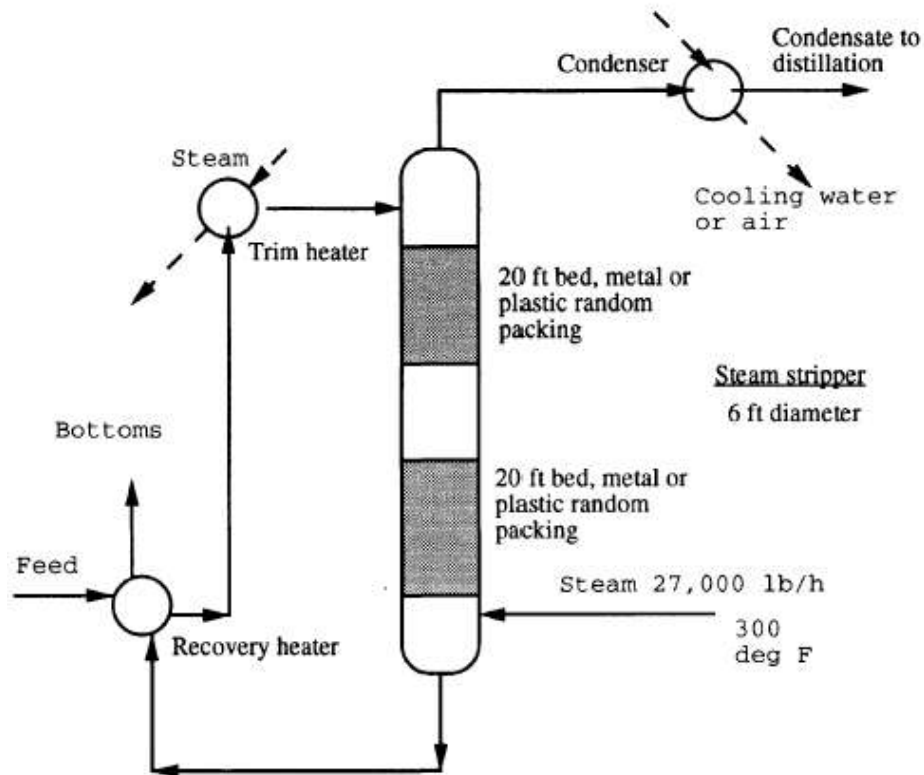 Condenser
Condensate to
distillation
Steam
Cooling water
or air
Trim heater
20 ft bed, metal or
plastic random
packing
Steam stripper
6 ft diameter
Bottoms
20 ft bed, metal or
plastic random
packing
Feed
Steam 27,000 lb/h
300
deg F
Recovery heater